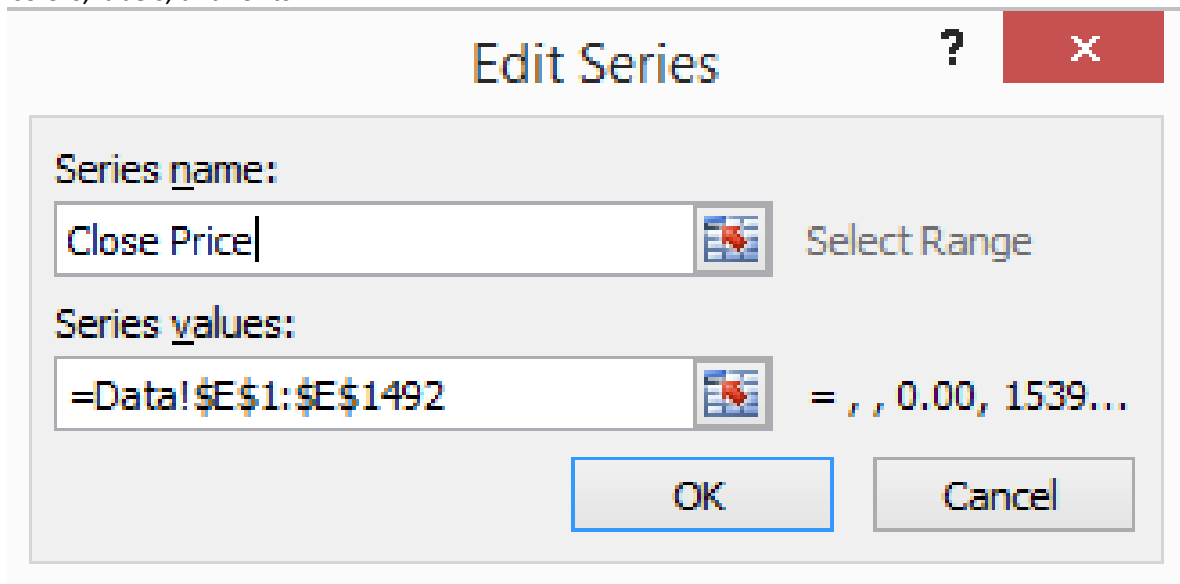 Edit Series
?
x
Series name:
Close Price
Select Range
Series values:
=Data!$E$1:$E$1492
= , , 0.00, 1539...
OK
Cancel